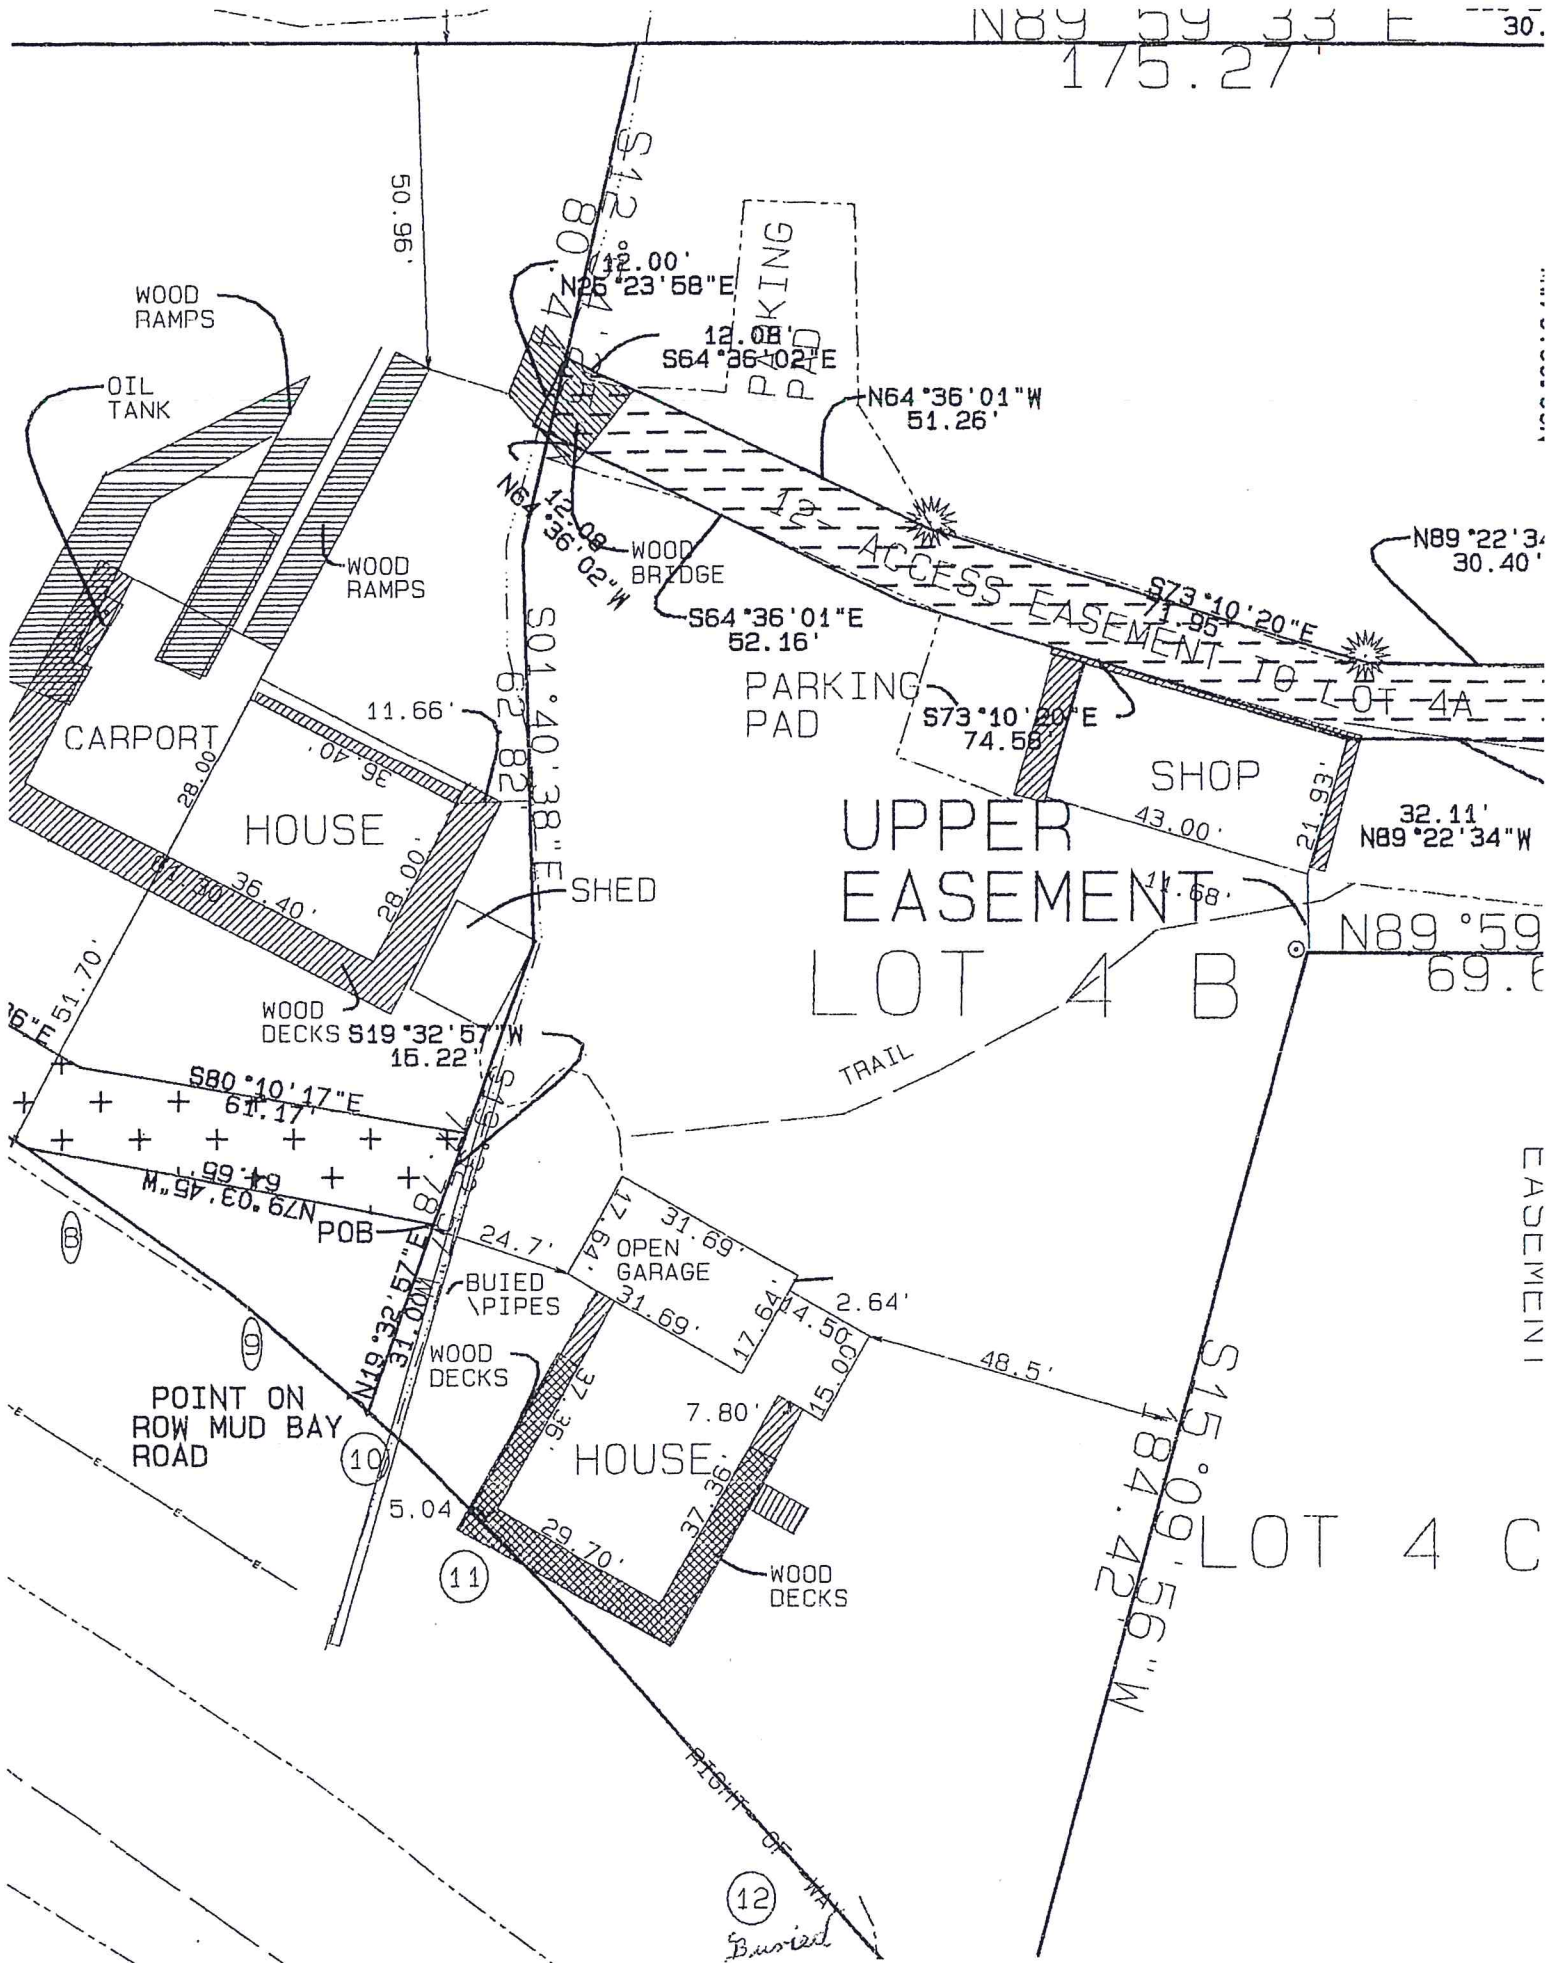 N89 59 33 E
175.27'
30.
50.96'
S12
80
12.00'
N26°23'58"E
PARKING
PAD
12.08'
S64°36'02"E
WOOD
RAMPS
OIL
TANK
N64°36'01"W
51.26'
WOOD
RAMPS
N64°36'02"W
12.08
WOOD
BRIDGE
12-
ACCESS EASEMENT TO LOT 4A
N89°22'34
30.40'
S64°36'01"E
52.16'
S73°10'20"E
71.95'
PARKING
PAD
S73°10'20"E
74.58'
SHOP
43.00'
21.93'
32.11'
N89°22'34"W
S01°40'38"E
62 82'
11.66'
CARPORT
28.00'
36.40'
HOUSE
36.40'
28.00'
SHED
UPPER
EASEMENT
11.68'
N89°59
69.6
LOT 4 B
51.70'
6"E
WOOD
DECKS
S19°32'57"W
15.22'
TRAIL
S80°10'17"E
61.17'
64.65'
N79°03'45"W
POB
8
9
24.7'
17.64'
31.69'
OPEN
GARAGE
31.69'
17.64'
2.64'
14.50'
15.00'
48.5'
EASEMENT
BUIED
PIPES
N19°32'57"E
31.00'
WOOD
DECKS
37.36'
7.80'
HOUSE
37.36'
29.70'
POINT ON
ROW MUD BAY
ROAD
10
5.04
11
WOOD
DECKS
S15°09'56"W
184.42'
LOT 4 C
E
E
E
E
RIGHT OF WAY
12
Buried